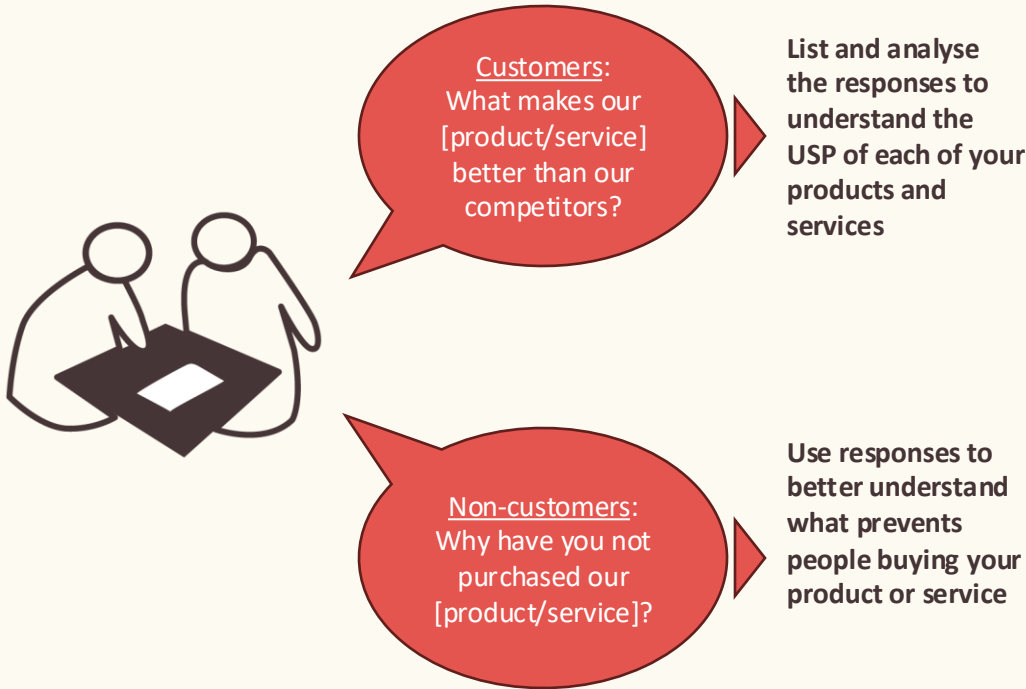 Customers:
What makes our
[product/service]
better than our
competitors?
List and analyse
the responses to
understand the
USP of each of your
products and
services
Non-customers:
Why have you not
purchased our
[product/service]?
Use responses to
better understand
what prevents
people buying your
product or service